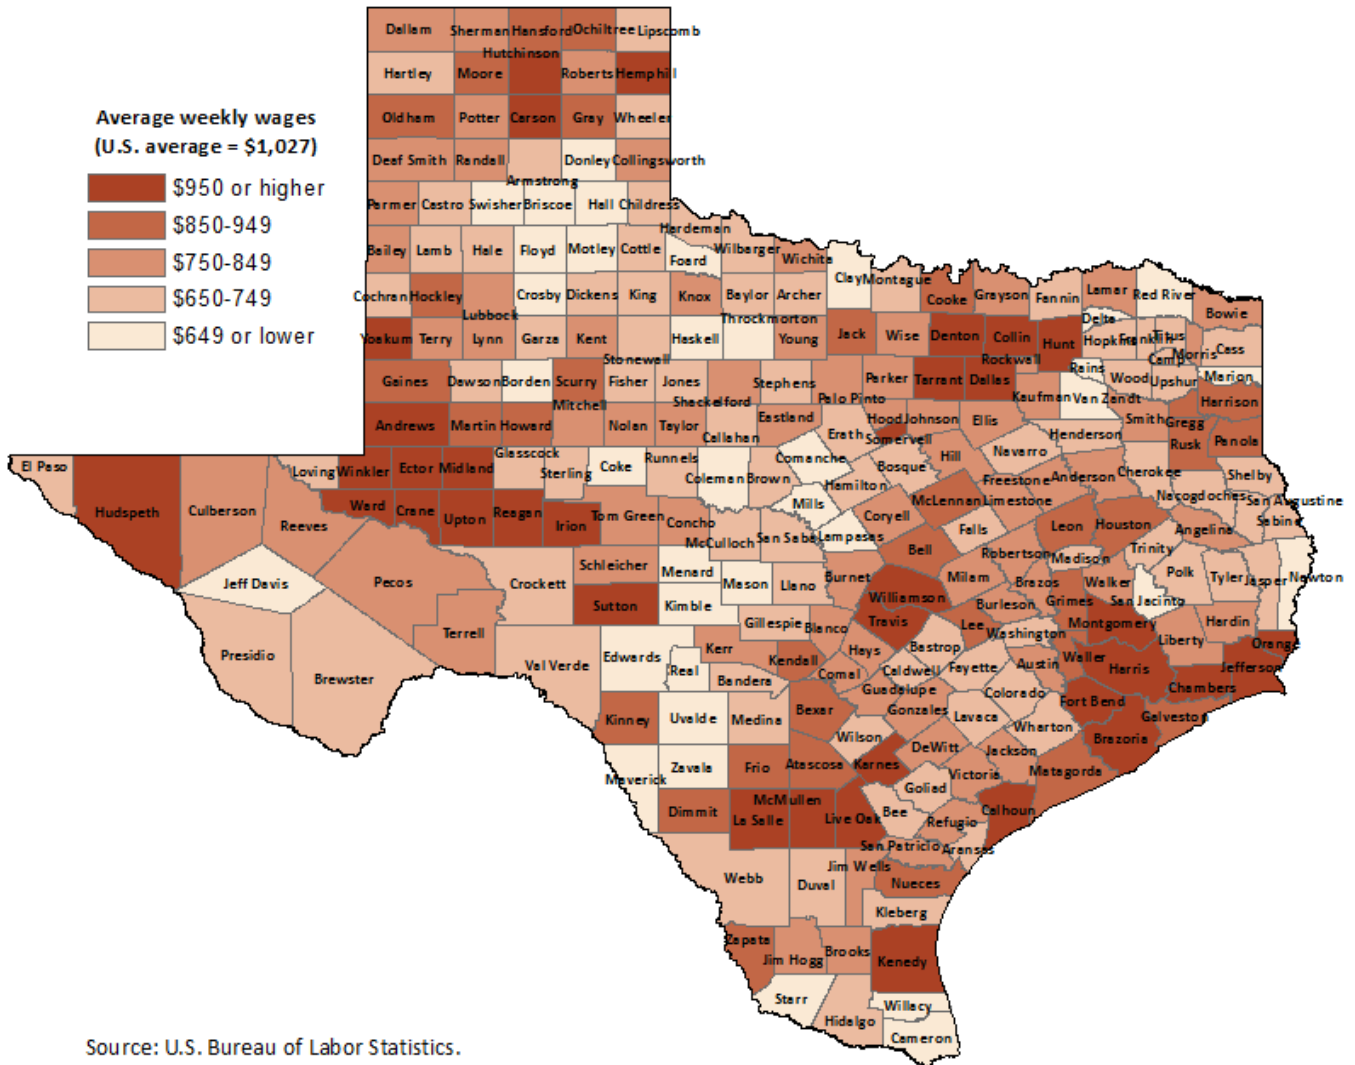 Average weekly wages
(U.S. average = $1,027)
$950 or higher
$850-949
$750-849
$650-749
$649 or lower
Dallam Sherman Hansford Ochiltree Lipscomb
Hutchinson
Hartley Moore Roberts Hemphill
Oldham Potter Carson Gray Wheeler
Deaf Smith Randall Donley Collingsworth
Armstrong
Parmer Castro Swisher Briscoe Hall Childress
Hardeman
Bailey Lamb Hale Floyd Motley Cottle Foard Wilbarger Wichita
Clay Montague Cooke Grayson Fannin Lamar Red River Bowie
Cochran Hockley Crosby Dickens King Knox Baylor Archer
Lubbock Throckmorton Delta
Yoakum Terry Lynn Garza Kent Haskell Young Jack Wise Denton Collin Hunt Hopkins Franklin Titus
Stonewall Rockwall Camp Morris Cass
Rains
Gaines Dawson Borden Scurry Fisher Jones Stephens Parker Tarrant Dallas Wood Upshur Marion
Mitchell Shackelford Palo Pinto Kaufman Van Zandt Harrison
Andrews Martin Howard Nolan Taylor Eastland Hood Johnson Ellis Smith Gregg
Callahan Erath Somervell Henderson Rusk Panola
El Paso Loving Winkler Ector Midland Glasscock Sterling Coke Runnels Coleman Brown Comanche Hamilton Bosque Hill Navarro Anderson Cherokee Shelby
Freestone Nacogdoches San Augustine
Hudspeth Culberson Reeves Ward Crane Upton Reagan Irion Tom Green Concho Mills Coryell McLennan Limestone Falls Leon Houston Angelina Sabine
McCulloch San Saba Lampasas Bell Robertson Madison Trinity
Jeff Davis Pecos Crockett Schleicher Menard Mason Llano Burnet Milam Brazos Walker Polk Tyler Jasper Newton
Sutton Kimble Williamson Burleson Grimes San Jacinto
Presidio Brewster Terrell Val Verde Edwards Gillespie Blanco Travis Lee Washington Montgomery Liberty Hardin Orange
Real Kerr Kendall Hays Bastrop Fayette Austin Waller Harris Jefferson
Bandera Comal Caldwell Chambers
Kinney Uvalde Medina Bexar Guadalupe Gonzales Lavaca Colorado Fort Bend Galveston
Wilson Wharton Brazoria
Maverick Zavala Frio Atascosa Karnes DeWitt Jackson Matagorda
Dimmit La Salle McMullen Live Oak Goliad Victoria Calhoun
Bee Refugio
San Patricio Aransas
Webb Duval Jim Wells Nueces
Kleberg
Zapata Jim Hogg Brooks Kenedy
Starr Hidalgo Willacy
Cameron
Source: U.S. Bureau of Labor Statistics.